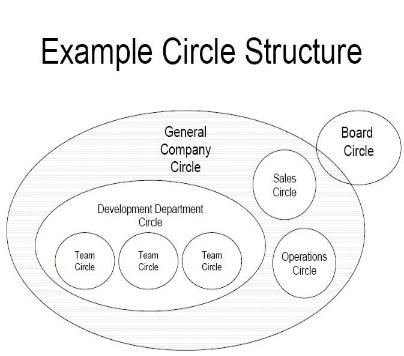 Example Circle Structure
General
Company
Circle
Board
Circle
Sales
Circle
Development Department
Circle
Team
Circle
Team
Circle
Team
Circle
Operations
Circle